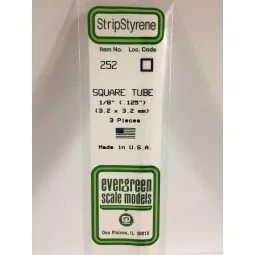 StripStyrene
Item No. Loc. Code
252
SQUARE TUBE
1/8" (.125")
(3.2 x 3.2 mm)
3 Pieces
Made in U.S.A.
evergreen
scale models
Des Plaines, IL 60018